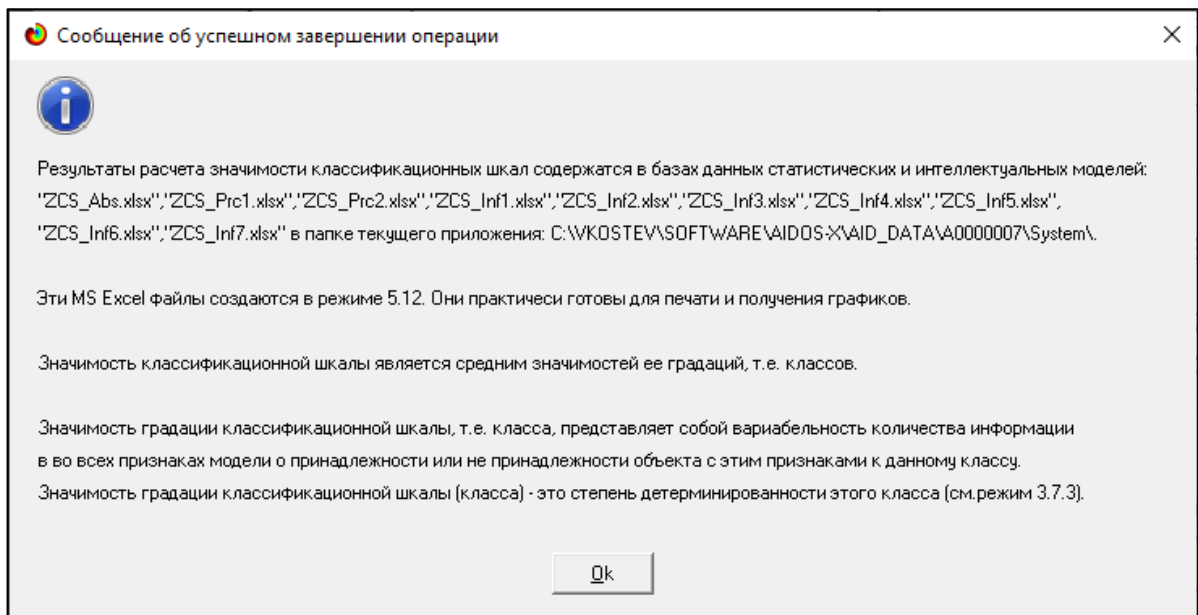 Сообщение об успешном завершении операции
Результаты расчета значимости классификационных шкал содержатся в базах данных статистических и интеллектуальных моделей:
"ZCS_Abs.xlsx","ZCS_Prc1.xlsx","ZCS_Prc2.xlsx","ZCS_Inf1.xlsx","ZCS_Inf2.xlsx","ZCS_Inf3.xlsx","ZCS_Inf4.xlsx","ZCS_Inf5.xlsx",
"ZCS_Inf6.xlsx","ZCS_Inf7.xlsx" в папке текущего приложения: C:\VKOSTEV\SOFTWARE\AIDOS-X\AID_DATA\A0000007\System\.
Эти MS Excel файлы создаются в режиме 5.12. Они практичеси готовы для печати и получения графиков.
Значимость классификационной шкалы является средним значимостей ее градаций, т.е. классов.
Значимость градации классификационной шкалы, т.е. класса, представляет собой вариабельность количества информации
в во всех признаках модели о принадлежности или не принадлежности объекта с этим признаками к данному классу.
Значимость градации классификационной шкалы (класса) - это степень детерминированности этого класса (см.режим 3.7.3).
Ok